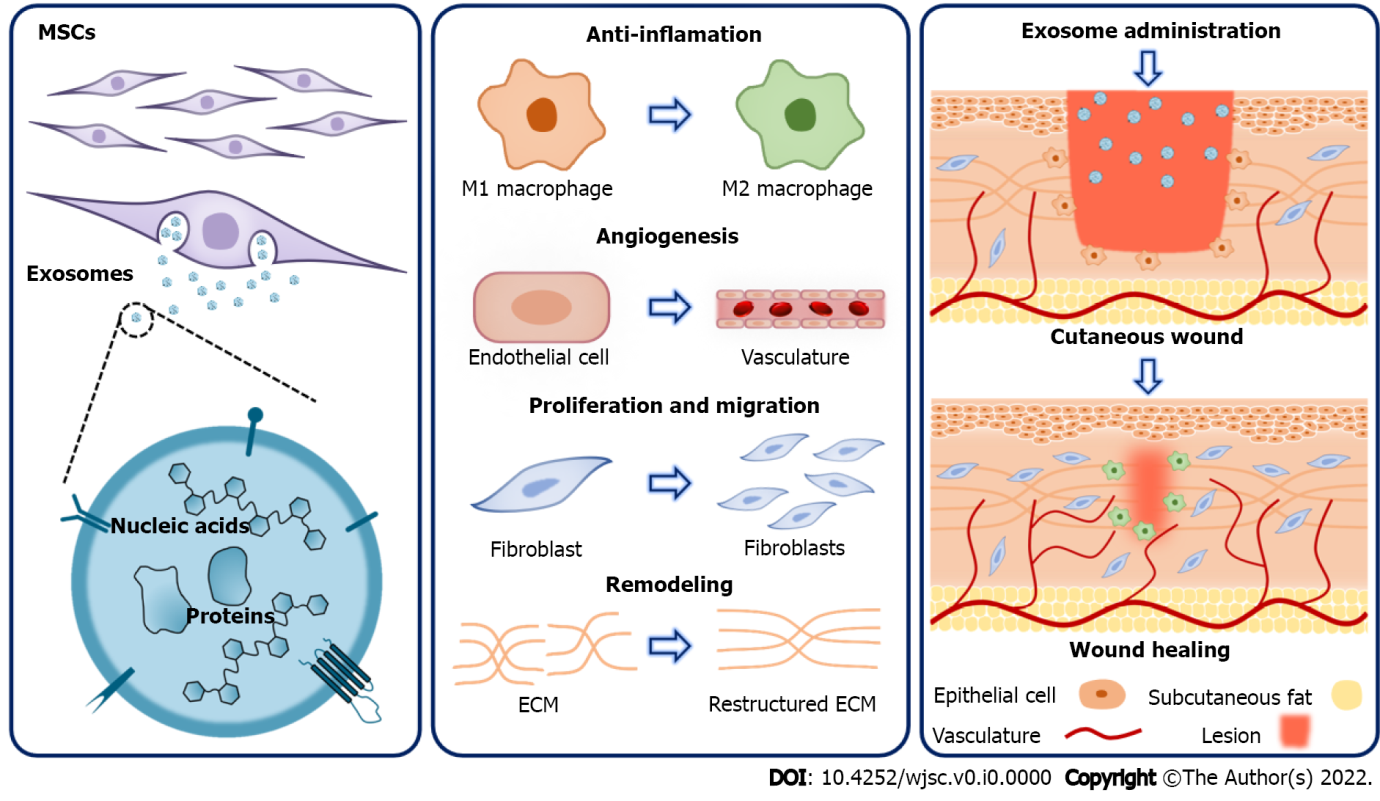 MSCs
Exosomes
Nucleic acids
Proteins
Anti-inflamation
M1 macrophage
M2 macrophage
Angiogenesis
Endothelial cell
Vasculature
Proliferation and migration
Fibroblast
Fibroblasts
Remodeling
ECM
Restructured ECM
Exosome administration
Cutaneous wound
Wound healing
Epithelial cell
Subcutaneous fat
Vasculature
Lesion
DOI: 10.4252/wjsc.v0.i0.0000 Copyright ©The Author(s) 2022.